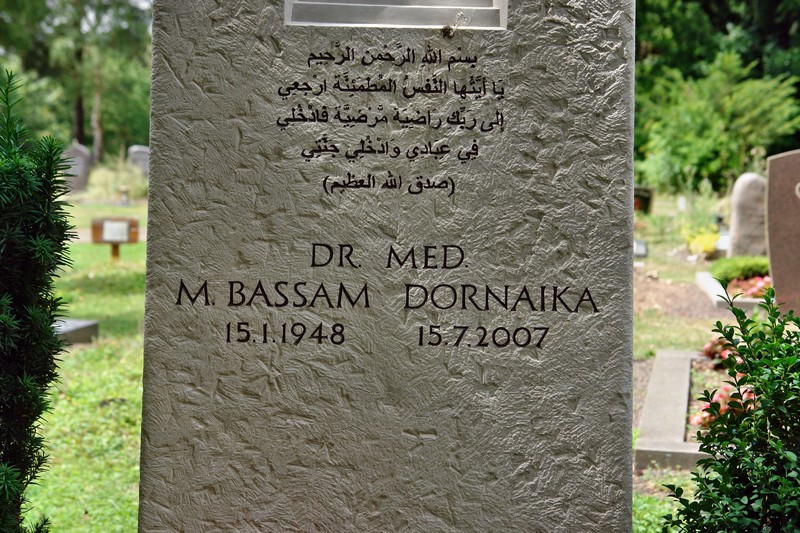 بِسْمِ اللهِ الرَّحْمنِ الرَّحِيمِ
يَا أَيَّتُهَا النَّفْسُ الْمُطْمَئِنَّةُ ارْجِعِي
إِلَى رَبِّكِ رَاضِيَةً مَّرْضِيَّةً فَادْخُلِي
فِي عِبَادِي وَادْخُلِي جَنَّتِي
(صدق الله العظيم)
DR. MED.
M. BASSAM DORNAIKA
15.1.1948 15.7.2007